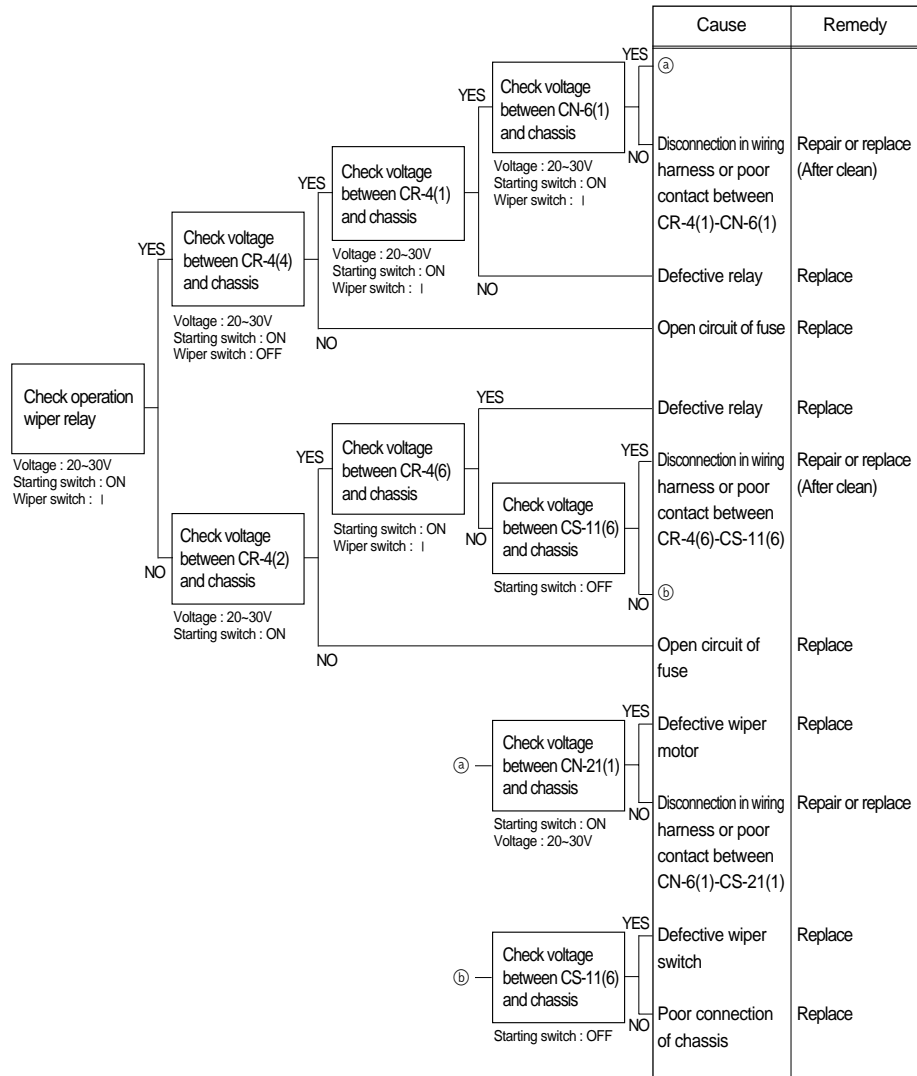 Cause
Remedy
YES
ⓐ
Check voltage
between CN-6(1)
and chassis
YES
NO
Disconnection in wiring
harness or poor
contact between
CR-4(1)-CN-6(1)
Repair or replace
(After clean)
Voltage : 20~30V
Starting switch : ON
Wiper switch : I
Check voltage
between CR-4(1)
and chassis
YES
Voltage : 20~30V
Starting switch : ON
Wiper switch : I
NO
Defective relay
Replace
Check voltage
between CR-4(4)
and chassis
YES
Voltage : 20~30V
Starting switch : ON
Wiper switch : OFF
NO
Open circuit of fuse
Replace
Check operation
wiper relay
Voltage : 20~30V
Starting switch : ON
Wiper switch : I
YES
Defective relay
Replace
YES
Check voltage
between CR-4(6)
and chassis
Starting switch : ON
Wiper switch : I
YES
Disconnection in wiring
harness or poor
contact between
CR-4(6)-CS-11(6)
Repair or replace
(After clean)
NO
Check voltage
between CS-11(6)
and chassis
Starting switch : OFF
NO
ⓑ
NO
Check voltage
between CR-4(2)
and chassis
Voltage : 20~30V
Starting switch : ON
NO
Open circuit of
fuse
Replace
ⓐ
Check voltage
between CN-21(1)
and chassis
Starting switch : ON
Voltage : 20~30V
YES
Defective wiper
motor
Replace
NO
Disconnection in wiring
harness or poor
contact between
CN-6(1)-CS-21(1)
Repair or replace
ⓑ
Check voltage
between CS-11(6)
and chassis
Starting switch : OFF
YES
Defective wiper
switch
Replace
NO
Poor connection
of chassis
Replace